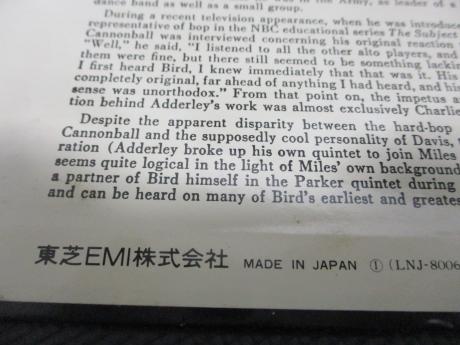 dance band as well as a small group.
During a recent television appearance, when he was introduc
representative of bop in the NBC educational series The Subject
Cannonball was interviewed concerning his original reaction
"Well," he said, "I listened to all the other alto players, and
them were fine, but there still seemed to be something lackin
I first heard Bird, I knew immediately that that was it. His
completely original, far ahead of anything I had heard, and his
sense was unorthodox." From that point on, the impetus a
tion behind Adderley's work was almost exclusively Charlie
Despite the apparent disparity between the hard-bop
Cannonball and the supposedly cool personality of Davis, t
ration (Adderley broke up his own quintet to join Miles
seems quite logical in the light of Miles' own background
a partner of Bird himself in the Parker quintet during
and can be heard on many of Bird's earliest and greates
東芝EMI株式会社 MADE IN JAPAN ① (LNJ-8006